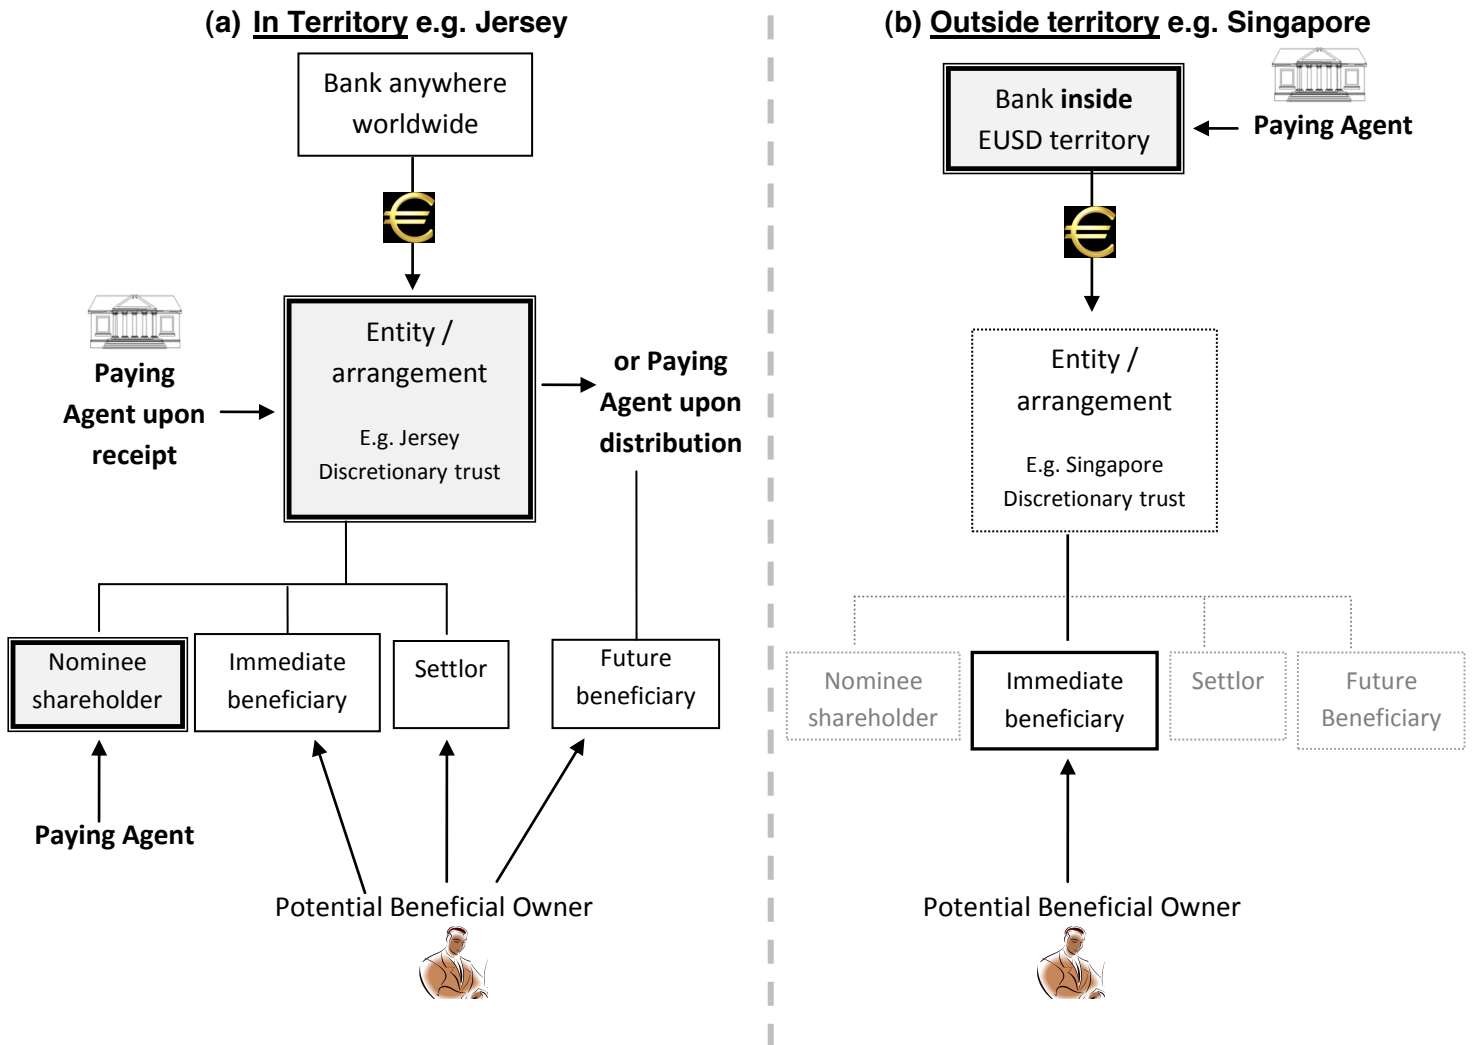 (a) In Territory e.g. Jersey
Bank anywhere
worldwide
Entity /
arrangement
E.g. Jersey
Discretionary trust
Paying
Agent upon
receipt
or Paying
Agent upon
distribution
Nominee
shareholder
Immediate
beneficiary
Settlor
Future
beneficiary
Paying Agent
Potential Beneficial Owner
(b) Outside territory e.g. Singapore
Bank inside
EUSD territory
Paying Agent
Entity /
arrangement
E.g. Singapore
Discretionary trust
Nominee
shareholder
Immediate
beneficiary
Settlor
Future
Beneficiary
Potential Beneficial Owner